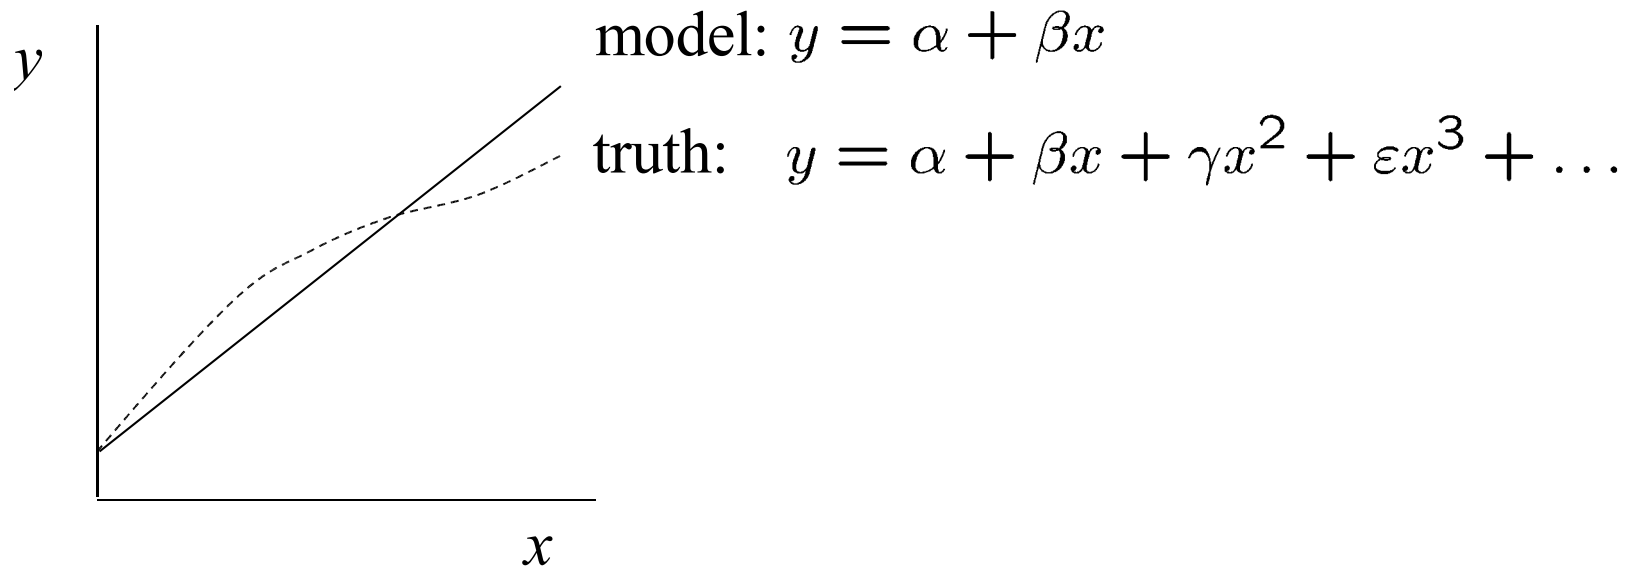 y
model: y = α + βx
truth: y = α + βx + γx² + εx³ + . . .
x